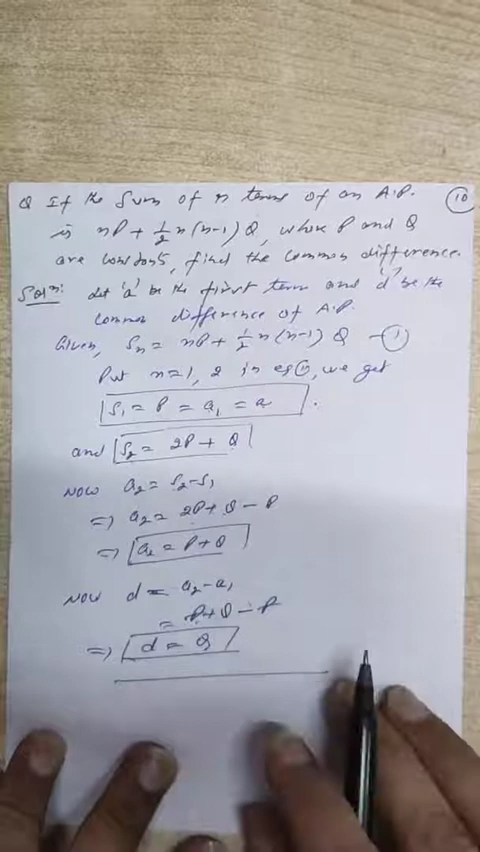 Q If the Sum of n terms of an A.P. (10)
is nP + 1/2 n (n-1) Q, where P and Q
are constants, find the common difference.
Soln: Let 'a' be the first term and 'd' be the
common difference of A.P.
Given, Sn = nP + 1/2 n (n-1) Q —(1)
Put n=1, 2 in eq(1), we get
S1 = P = a1 = a .
and S2 = 2P + Q
NOW a2 = S2 - S1
=> a2 = 2P + Q - P
=> a2 = P + Q
NOW d = a2 - a1
= P + Q - P
=> d = Q